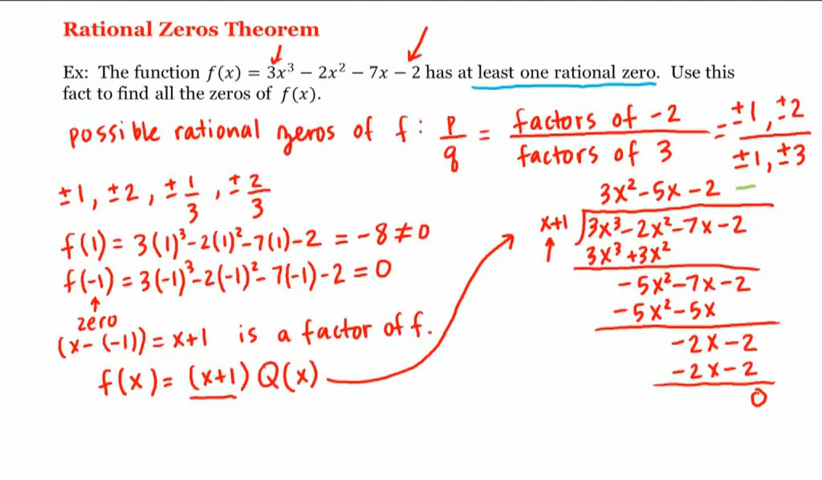 Rational Zeros Theorem
Ex: The function f(x) = 3x³ − 2x² − 7x − 2 has at least one rational zero. Use this
fact to find all the zeros of f(x).
possible rational zeros of f: p/q = factors of -2 / factors of 3 = ±1, ±2 / ±1, ±3
±1, ±2, ±1/3, ±2/3
f(1) = 3(1)³-2(1)²-7(1)-2 = -8 ≠ 0
f(-1) = 3(-1)³-2(-1)²-7(-1)-2 = 0
zero
(x-(-1)) = x+1 is a factor of f.
f(x) = (x+1) Q(x)
3x²-5x-2
x+1 )3x³-2x²-7x-2
3x³+3x²
-5x²-7x-2
-5x²-5x
-2x-2
-2x-2
0